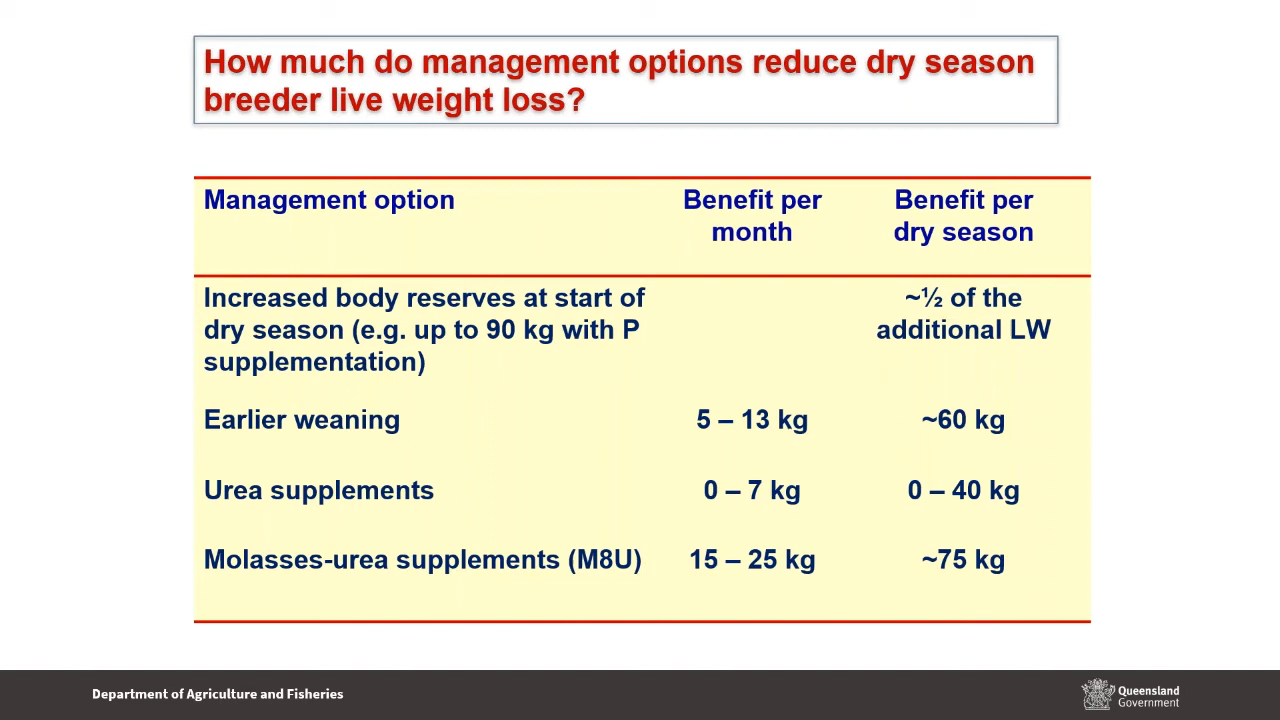 How much do management options reduce dry season
breeder live weight loss?
Management option
Benefit per
month
Benefit per
dry season
Increased body reserves at start of
dry season (e.g. up to 90 kg with P
supplementation)
~½ of the
additional LW
Earlier weaning
5 – 13 kg
~60 kg
Urea supplements
0 – 7 kg
0 – 40 kg
Molasses-urea supplements (M8U)
15 – 25 kg
~75 kg
Department of Agriculture and Fisheries
Queensland
Government